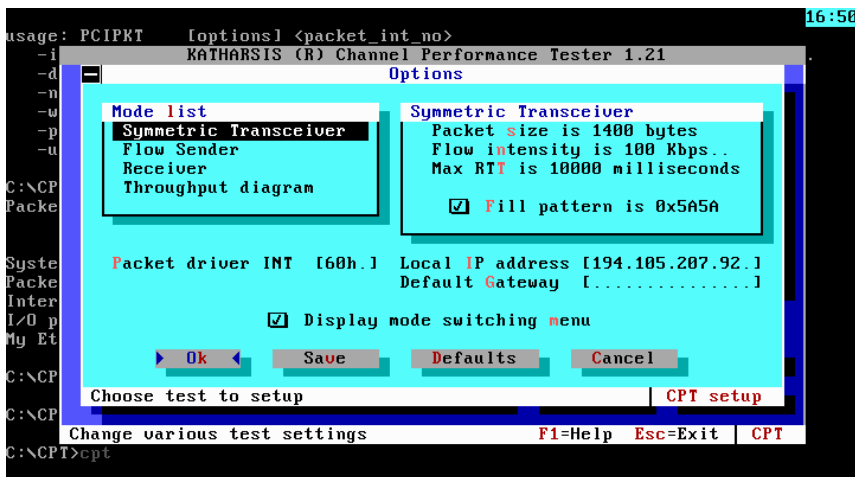 16:50
usage: PCIPKT [options] <packet_int_no>
-i KATHARSIS (R) Channel Performance Tester 1.21 .
-d Options
-n
-w Mode list Symmetric Transceiver
-p Symmetric Transceiver Packet size is 1400 bytes
-u Flow Sender Flow intensity is 100 Kbps..
Receiver Max RTT is 10000 milliseconds
C:\CP Throughput diagram
Packe Fill pattern is 0x5A5A
Syste Packet driver INT [60h.] Local IP address [194.105.207.92.]
Packe Default Gateway [...............]
Inter
I/O p Display mode switching menu
My Et
Ok Save Defaults Cancel
C:\CP
Choose test to setup CPT setup
C:\CP
Change various test settings F1=Help Esc=Exit CPT
C:\CPT>cpt